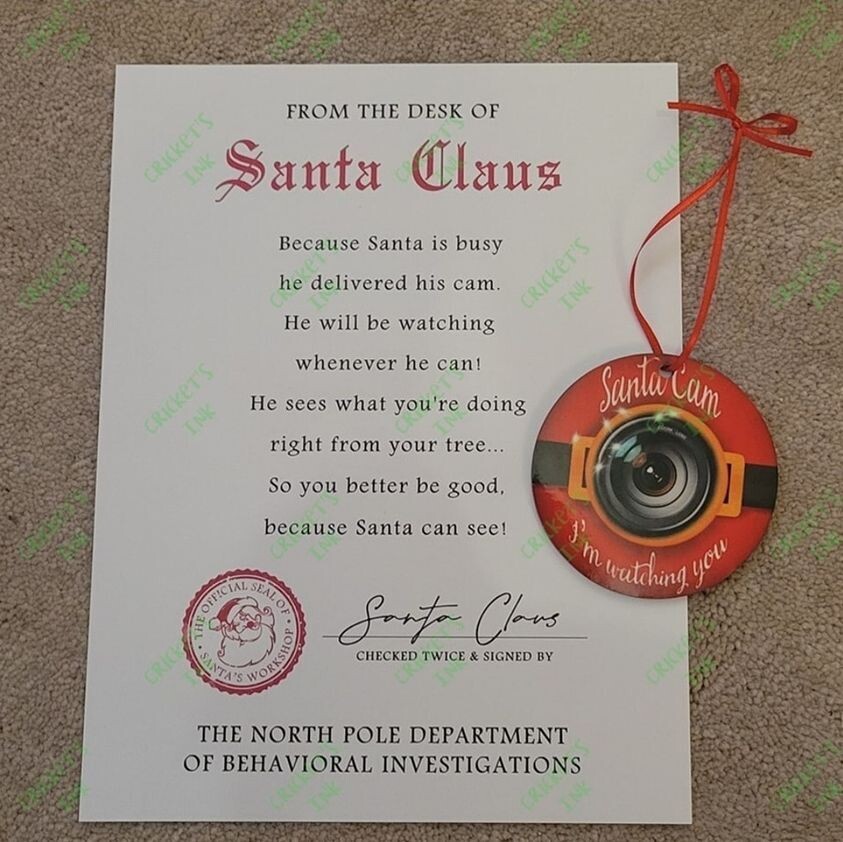 FROM THE DESK OF
Santa Claus
Because Santa is busy
he delivered his cam.
He will be watching
whenever he can!
He sees what you're doing
right from your tree...
So you better be good,
because Santa can see!
Santa Cam
I'm watching you
THE OFFICIAL SEAL OF
SANTA'S WORKSHOP
Santa Claus
CHECKED TWICE & SIGNED BY
THE NORTH POLE DEPARTMENT
OF BEHAVIORAL INVESTIGATIONS
CRICKET'S
INK